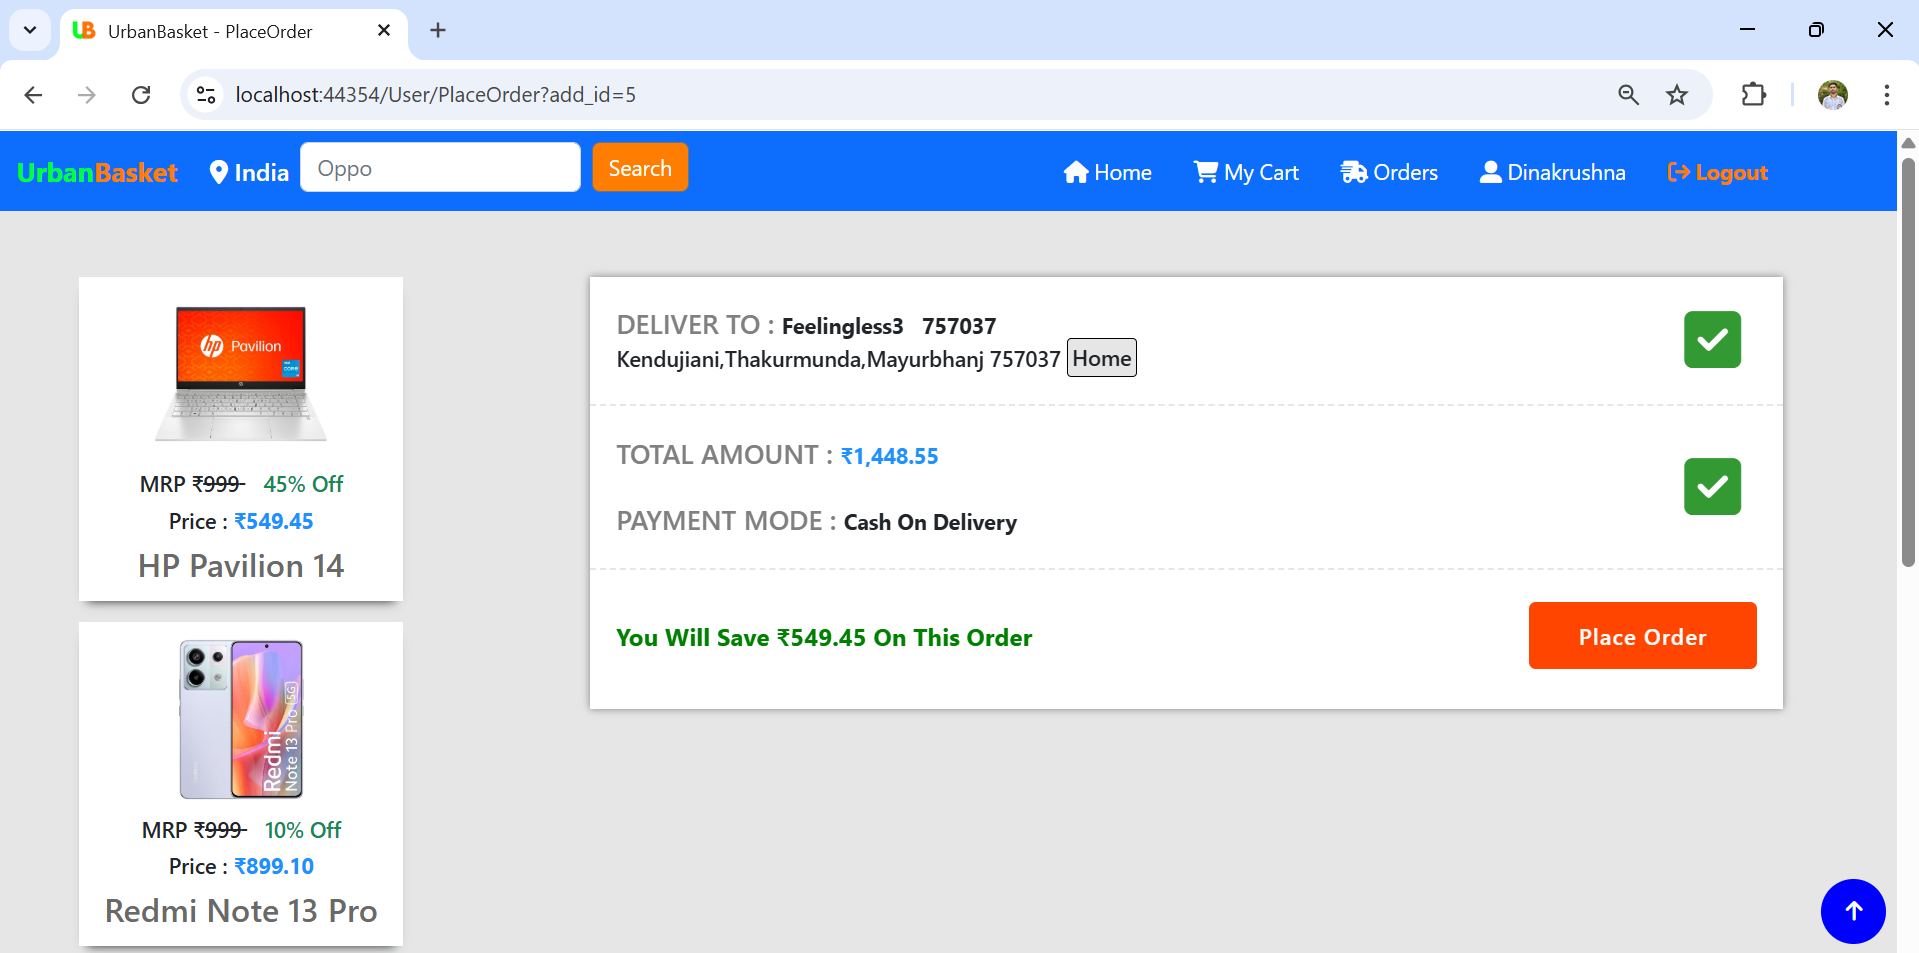 UB UrbanBasket - PlaceOrder
localhost:44354/User/PlaceOrder?add_id=5
UrbanBasket India Oppo Search Home My Cart Orders Dinakrushna Logout
hp Pavilion
MRP ₹999 45% Off
Price : ₹549.45
HP Pavilion 14
Redmi
Note 13 Pro 5G
MRP ₹999 10% Off
Price : ₹899.10
Redmi Note 13 Pro
DELIVER TO : Feelingless3 757037
Kendujiani,Thakurmunda,Mayurbhanj 757037 Home
TOTAL AMOUNT : ₹1,448.55
PAYMENT MODE : Cash On Delivery
You Will Save ₹549.45 On This Order
Place Order